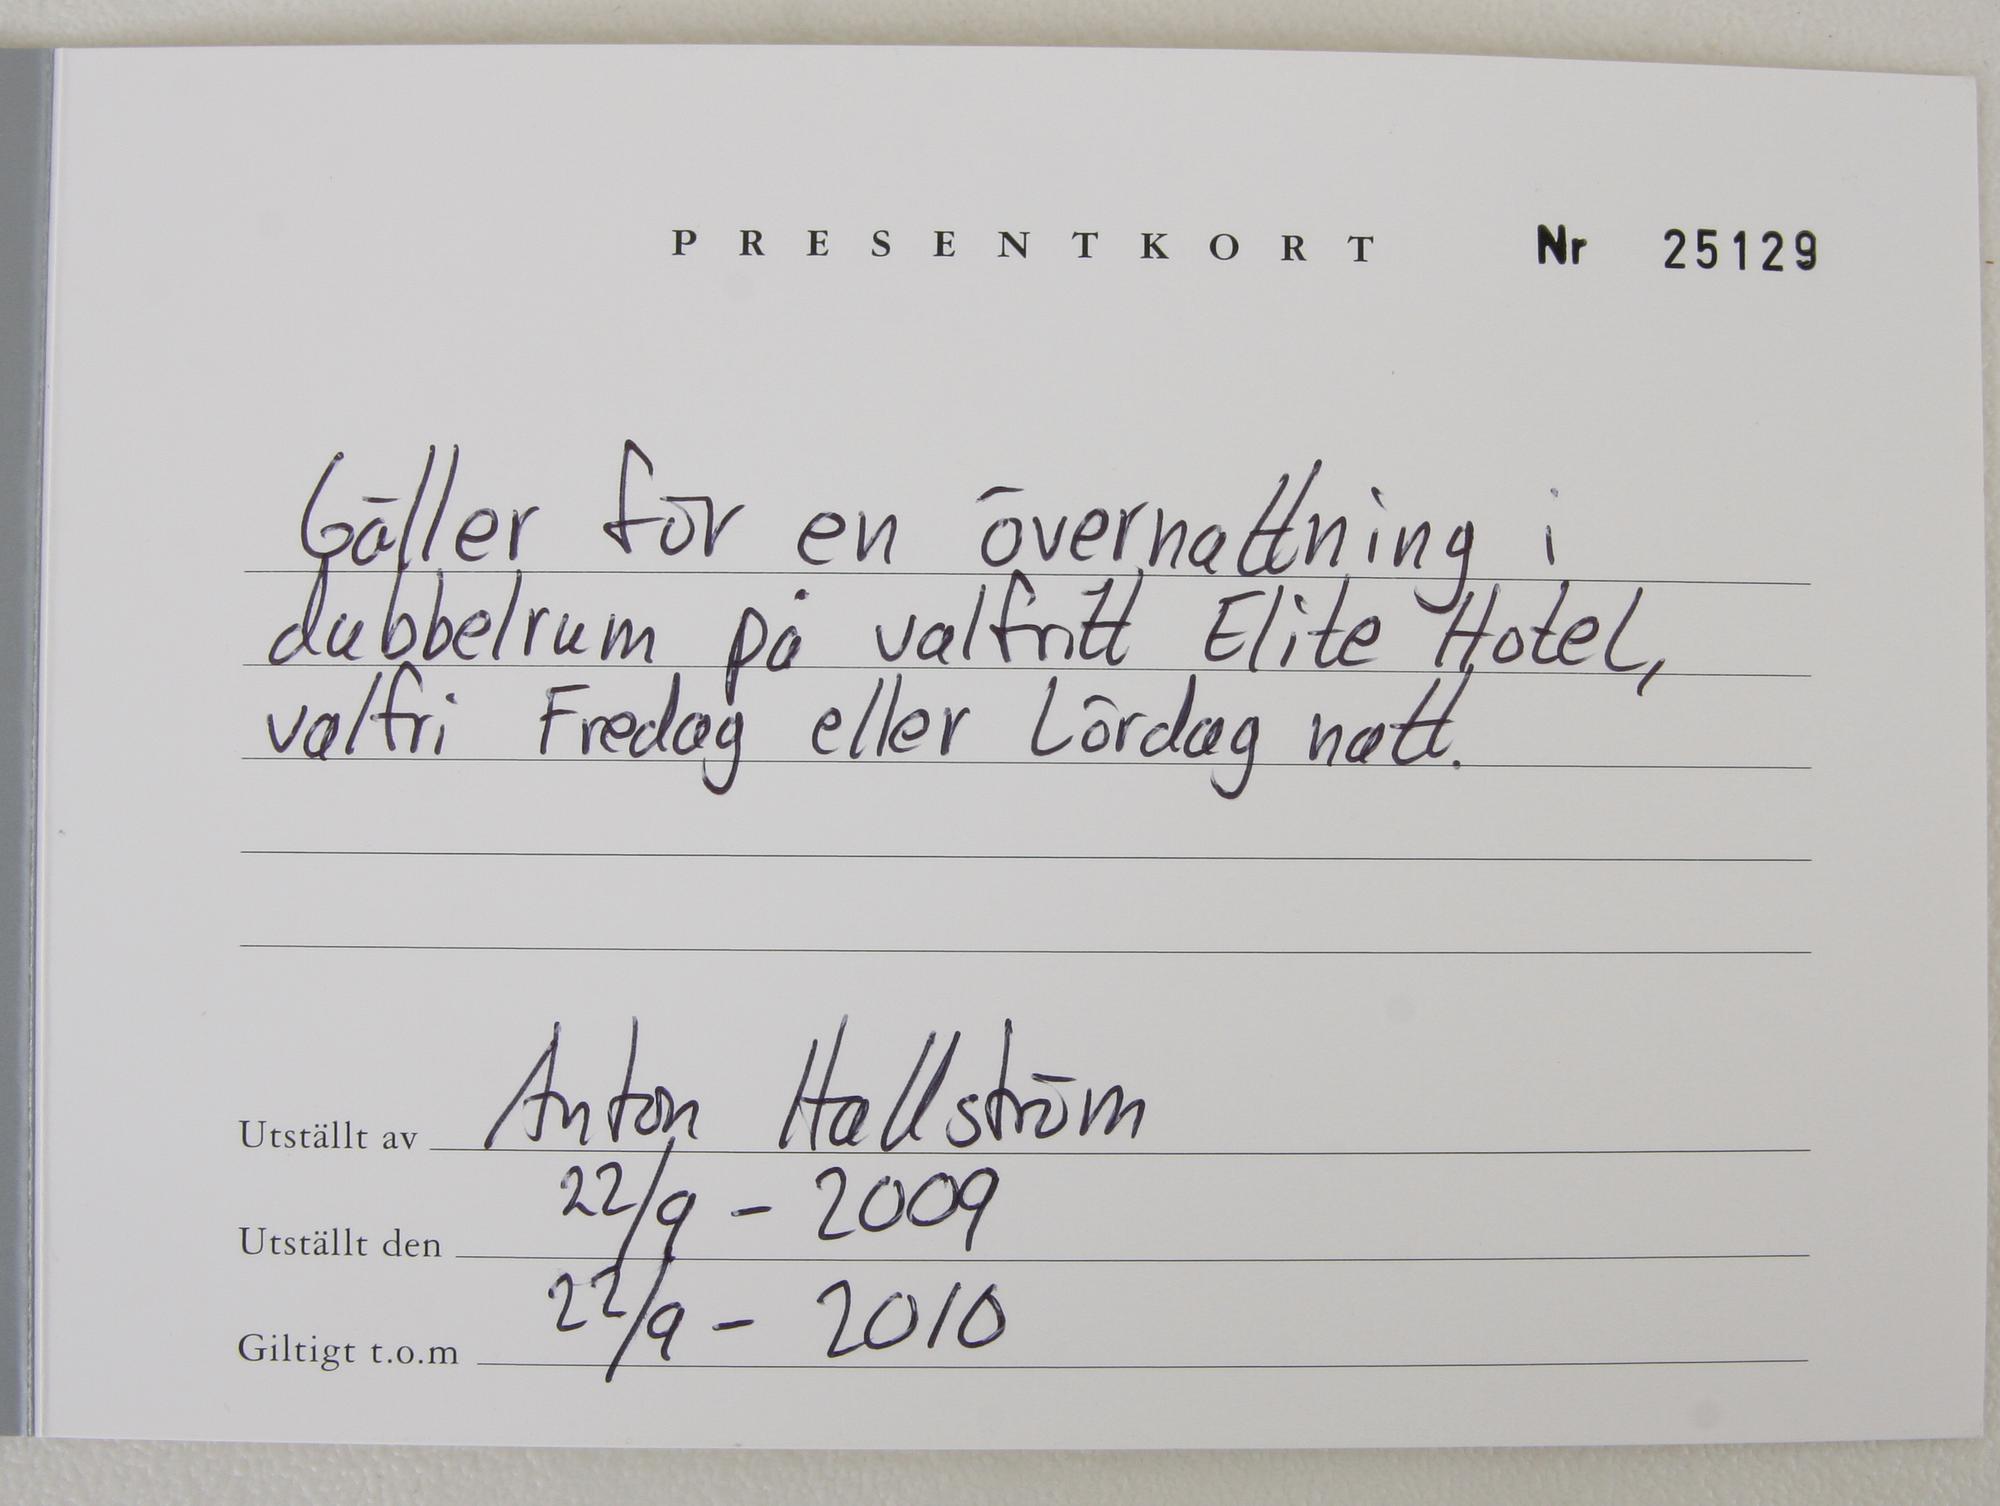 PRESENTKORT Nr 25129
Gäller för en övernattning i
dubbelrum på valfritt Elite Hotel,
valfri Fredag eller Lördag natt.
Utställt av Anton Hallström
Utställt den 22/9 - 2009
Giltigt t.o.m 22/9 - 2010